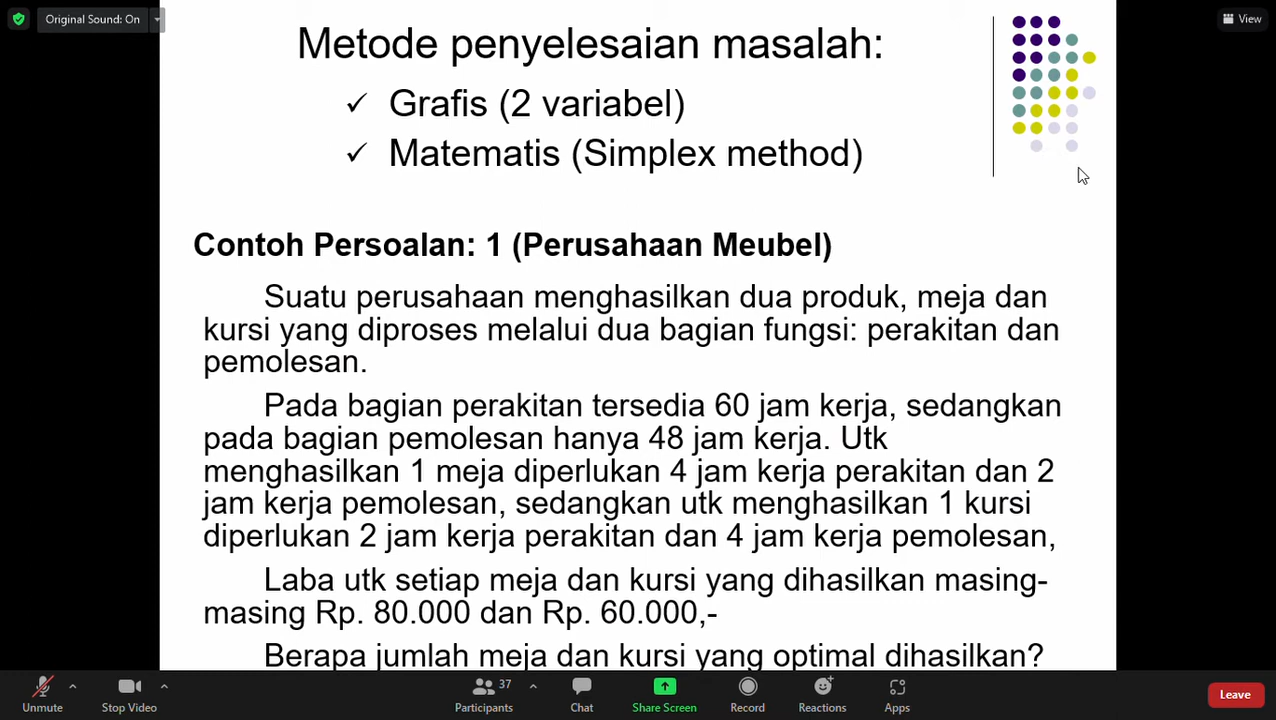 Original Sound: On
View
Metode penyelesaian masalah:
✓ Grafis (2 variabel)
✓ Matematis (Simplex method)
Contoh Persoalan: 1 (Perusahaan Meubel)
Suatu perusahaan menghasilkan dua produk, meja dan
kursi yang diproses melalui dua bagian fungsi: perakitan dan
pemolesan.
Pada bagian perakitan tersedia 60 jam kerja, sedangkan
pada bagian pemolesan hanya 48 jam kerja. Utk
menghasilkan 1 meja diperlukan 4 jam kerja perakitan dan 2
jam kerja pemolesan, sedangkan utk menghasilkan 1 kursi
diperlukan 2 jam kerja perakitan dan 4 jam kerja pemolesan,
Laba utk setiap meja dan kursi yang dihasilkan masing-
masing Rp. 80.000 dan Rp. 60.000,-
Berapa jumlah meja dan kursi yang optimal dihasilkan?
Unmute
Stop Video
37
Participants
Chat
Share Screen
Record
Reactions
Apps
Leave